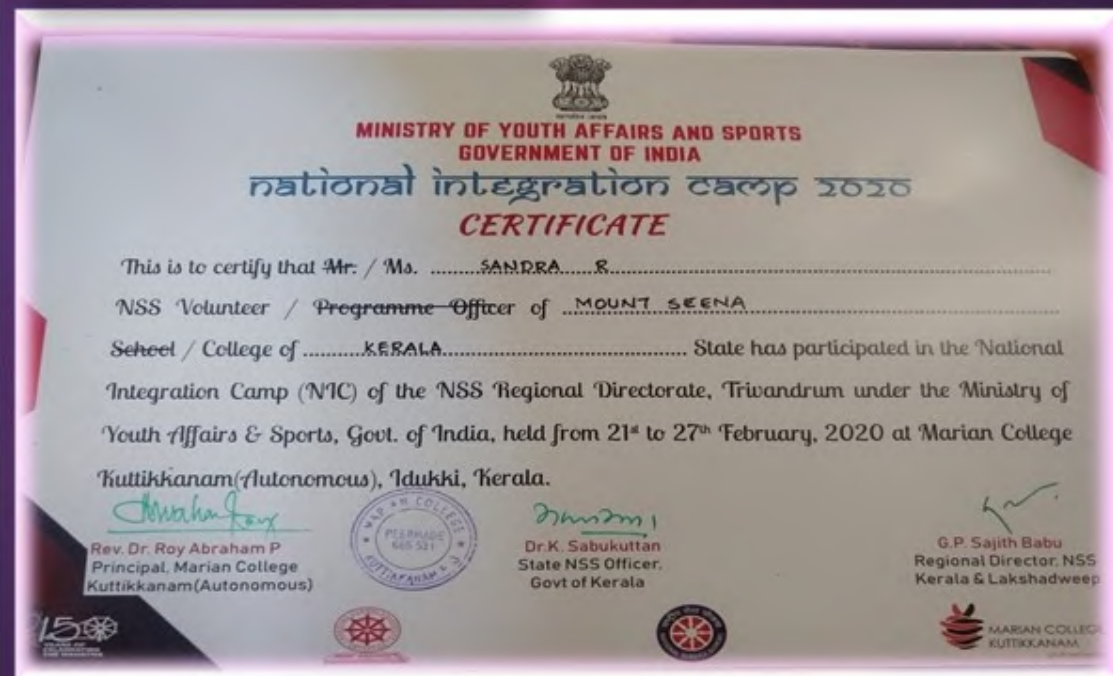 MINISTRY OF YOUTH AFFAIRS AND SPORTS
GOVERNMENT OF INDIA
national integration camp 2020
CERTIFICATE
This is to certify that Mr. / Ms. SANDRA R
NSS Volunteer / Programme Officer of MOUNT SEENA
School / College of KERALA State has participated in the National
Integration Camp (NIC) of the NSS Regional Directorate, Trivandrum under the Ministry of
Youth Affairs & Sports, Govt. of India, held from 21st to 27th February, 2020 at Marian College
Kuttikkanam(Autonomous), Idukki, Kerala.
Rev. Dr. Roy Abraham P
Principal, Marian College
Kuttikkanam(Autonomous)
PEERMADE
Dr.K. Sabukuttan
State NSS Officer,
Govt of Kerala
G.P. Sajith Babu
Regional Director, NSS
Kerala & Lakshadweep
150
MARIAN COLLEGE
KUTTIKKANAM